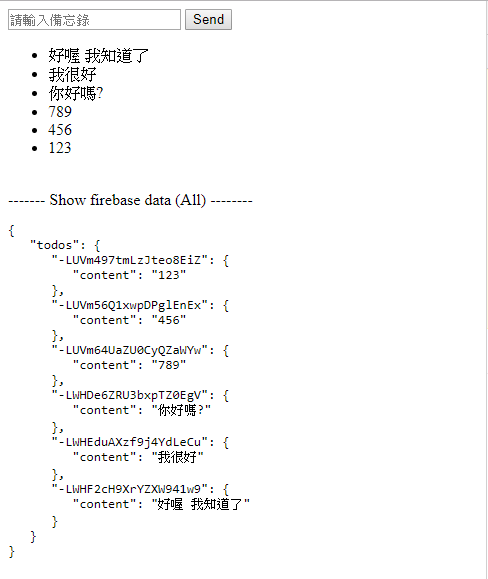 請輸入備忘錄 Send
好喔 我知道了
我很好
你好嗎?
789
456
123
------- Show firebase data (All) --------
{
"todos": {
"-LUVm497tmLzJteo8EiZ": {
"content": "123"
},
"-LUVm56Q1xwpDPglEnEx": {
"content": "456"
},
"-LUVm64UaZU0CyQZaWYw": {
"content": "789"
},
"-LWHDe6ZRU3bxpTZ0EgV": {
"content": "你好嗎?"
},
"-LWHEduAXzf9j4YdLeCu": {
"content": "我很好"
},
"-LWHF2cH9XrYZXW941w9": {
"content": "好喔 我知道了"
}
}
}